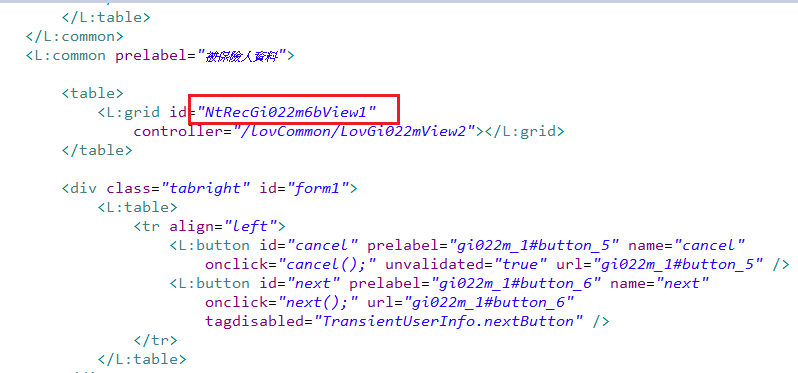 </L:table>
</L:common>
<L:common prelabel="被保險人資料">
<table>
<L:grid id="NtRecGi022m6bView1"
controller="/lovCommon/LovGi022mView2"></L:grid>
</table>
<div class="tabright" id="form1">
<L:table>
<tr align="left">
<L:button id="cancel" prelabel="gi022m_1#button_5" name="cancel"
onclick="cancel();" unvalidated="true" url="gi022m_1#button_5" />
<L:button id="next" prelabel="gi022m_1#button_6" name="next"
onclick="next();" url="gi022m_1#button_6"
tagdisabled="TransientUserInfo.nextButton" />
</tr>
</L:table>